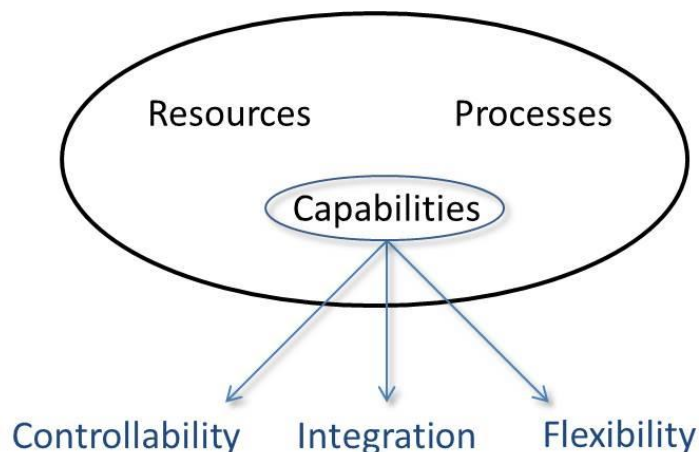 Resources Processes
Capabilities
Controllability Integration Flexibility